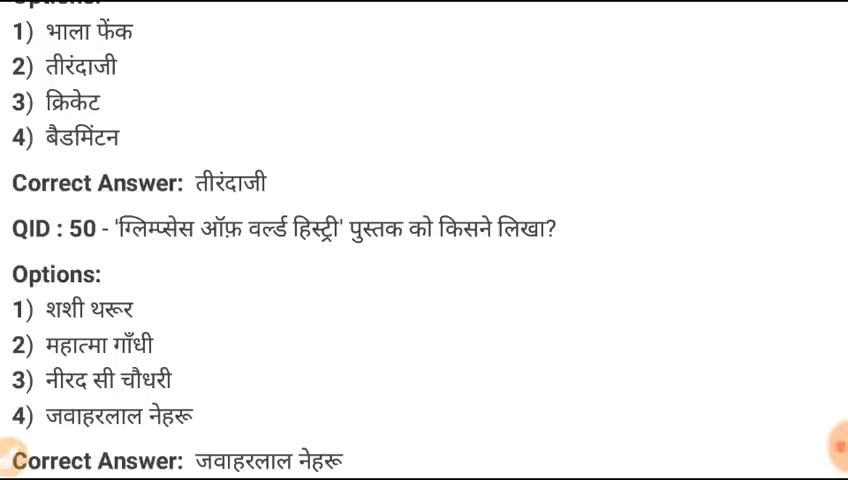 1) भाला फेंक
2) तीरंदाजी
3) क्रिकेट
4) बैडमिंटन
Correct Answer: तीरंदाजी
QID : 50 - 'ग्लिम्प्सेस ऑफ़ वर्ल्ड हिस्ट्री' पुस्तक को किसने लिखा?
Options:
1) शशी थरूर
2) महात्मा गाँधी
3) नीरद सी चौधरी
4) जवाहरलाल नेहरू
Correct Answer: जवाहरलाल नेहरू